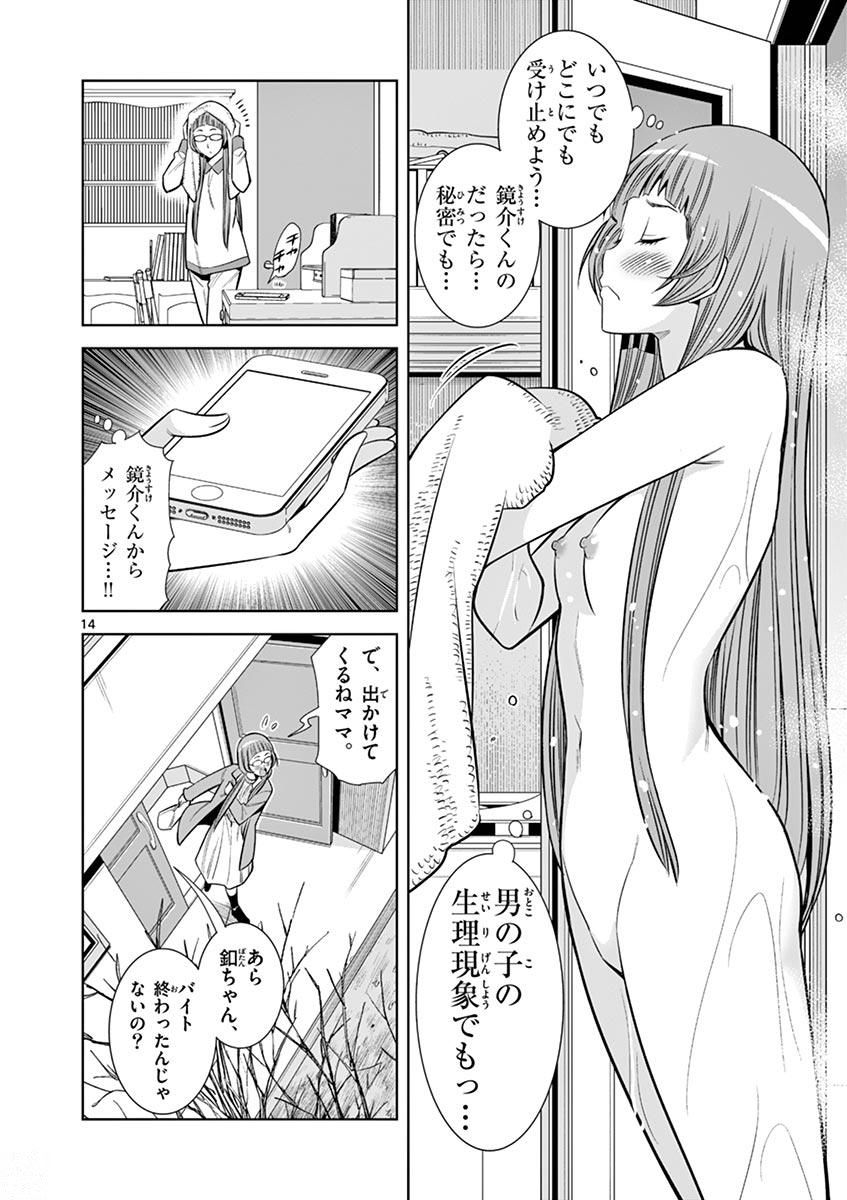 いつでも
どこにでも
受け止めよう…
鏡介くんの
だったら…
秘密でも…
男の子の
生理現象でもっ…
チカ
チカ
鏡介くんから
メッセージ…!!
で、出かけて
くるねママ。
あら
釦ちゃん、
バイト
終わったんじゃ
ないの？
14